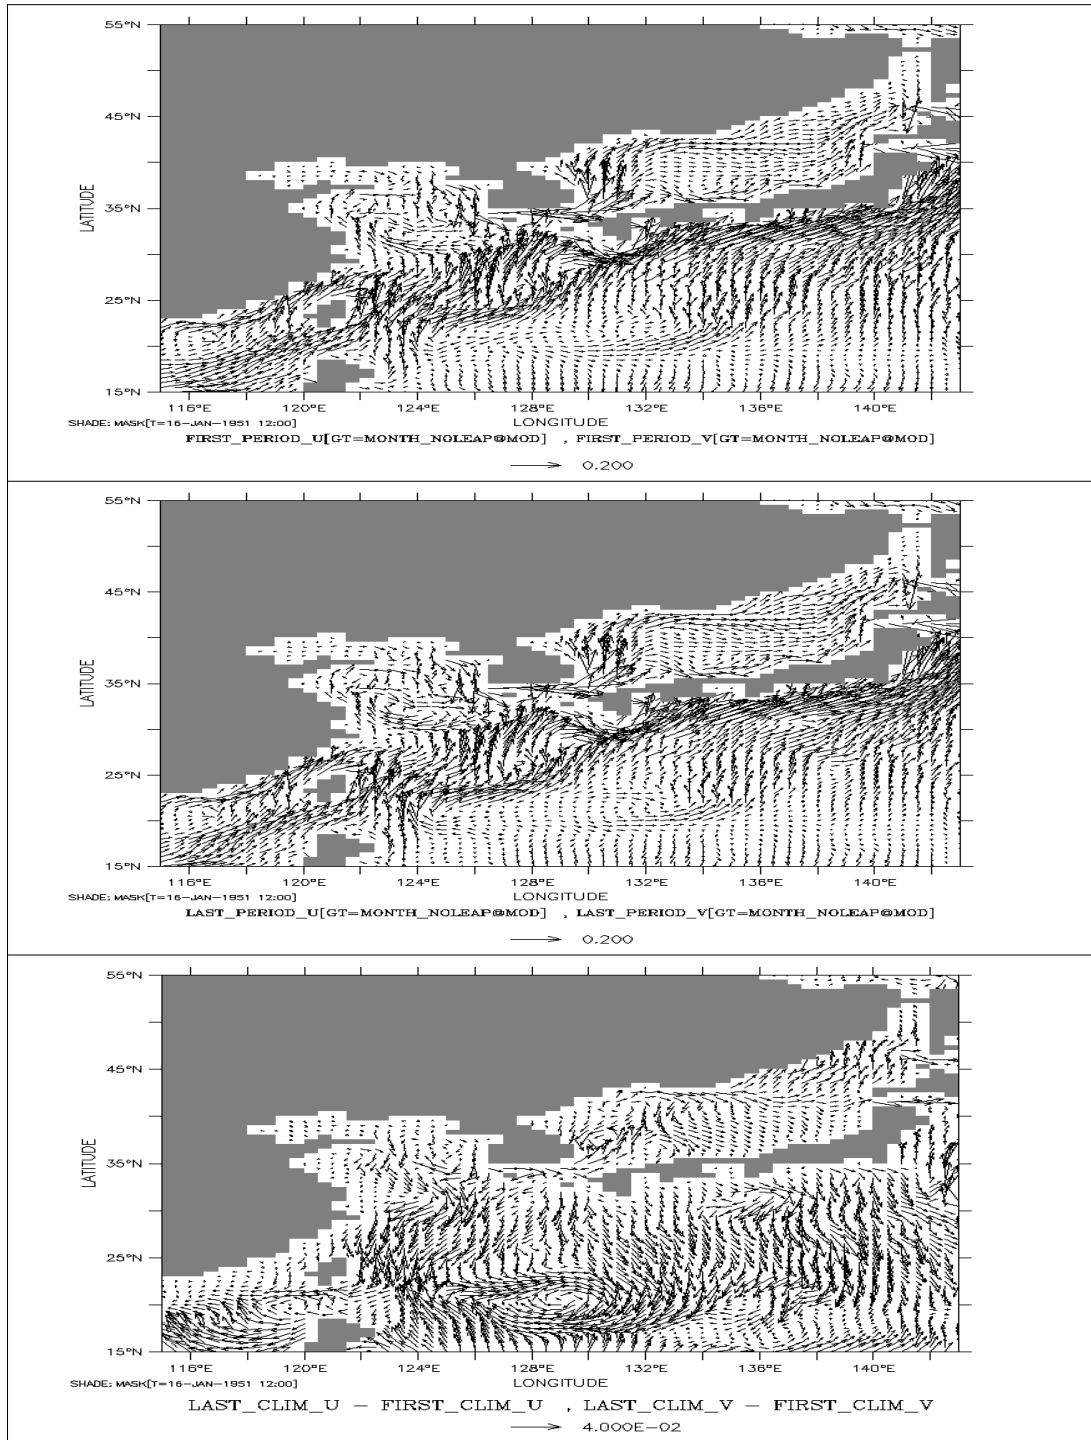 55°N
45°N
35°N
25°N
15°N
LATITUDE
116°E 120°E 124°E 128°E 132°E 136°E 140°E
LONGITUDE
SHADE: MASK[T=16-JAN-1951 12:00]
FIRST_PERIOD_U[GT=MONTH_NOLEAP@MOD] , FIRST_PERIOD_V[GT=MONTH_NOLEAP@MOD]
0.200
55°N
45°N
35°N
25°N
15°N
LATITUDE
116°E 120°E 124°E 128°E 132°E 136°E 140°E
LONGITUDE
SHADE: MASK[T=16-JAN-1951 12:00]
LAST_PERIOD_U[GT=MONTH_NOLEAP@MOD] , LAST_PERIOD_V[GT=MONTH_NOLEAP@MOD]
0.200
55°N
45°N
35°N
25°N
15°N
LATITUDE
116°E 120°E 124°E 128°E 132°E 136°E 140°E
LONGITUDE
SHADE: MASK[T=16-JAN-1951 12:00]
LAST_CLIM_U − FIRST_CLIM_U , LAST_CLIM_V − FIRST_CLIM_V
4.000E−02